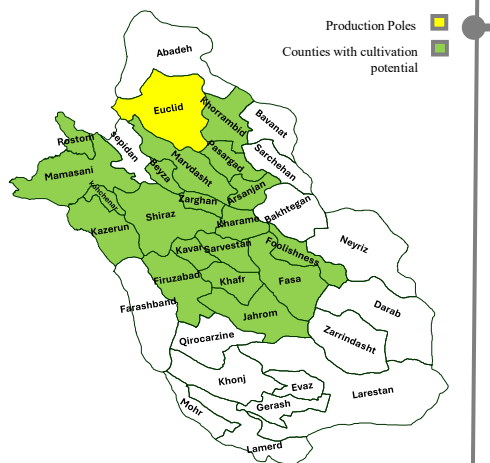 Production Poles
Counties with cultivation
potential
Abadeh
Euclid
Khorrambid
Bavanat
Rostom
Sepidan
Pasargad
Sarchehan
Mamasani
Beyza
Marvdasht
Arsanjan
Zarghan
Bakhtegan
Shiraz
Kharame
Kazerun
Neyriz
Kavar
Sarvestan
Foolishness
Firuzabad
Khafr
Fasa
Farashband
Jahrom
Darab
Qirocarzine
Zarrindasht
Khonj
Evaz
Larestan
Mohr
Gerash
Lamerd